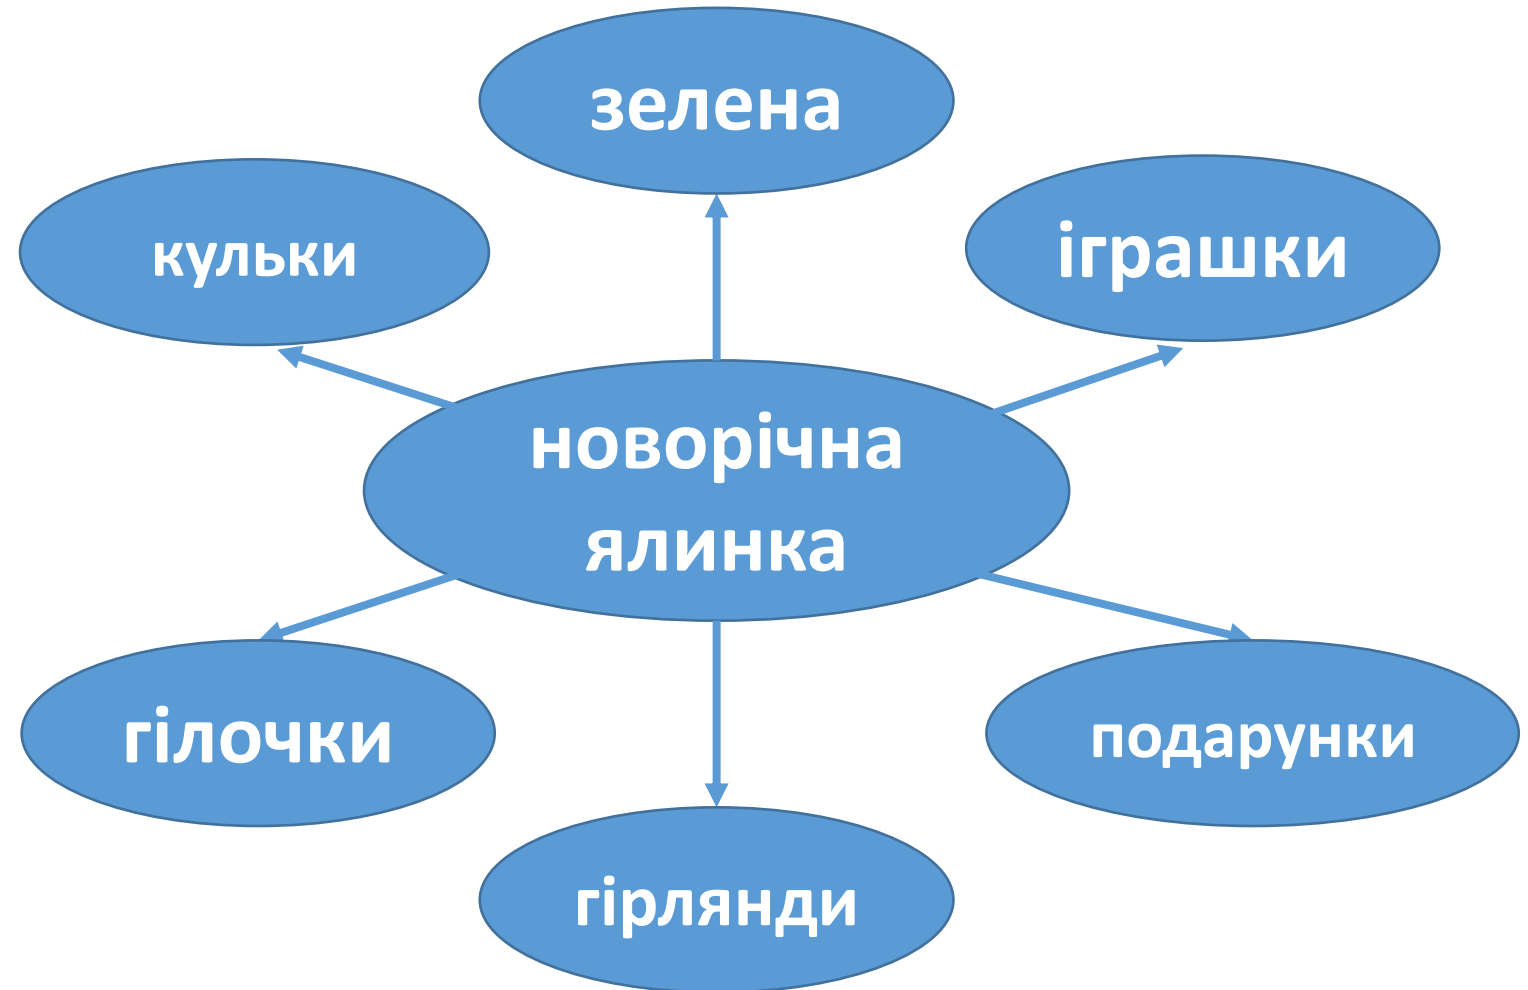 зелена
кульки
іграшки
новорічна
ялинка
гілочки
подарунки
гірлянди